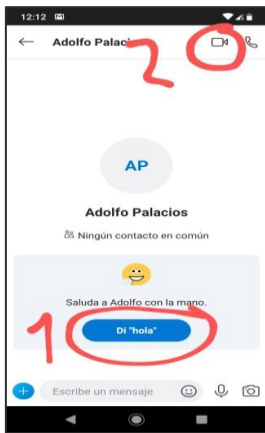 12:12
Adolfo Palacios
2
AP
Adolfo Palacios
Ningún contacto en común
Saluda a Adolfo con la mano.
1
Di "hola"
Escribe un mensaje